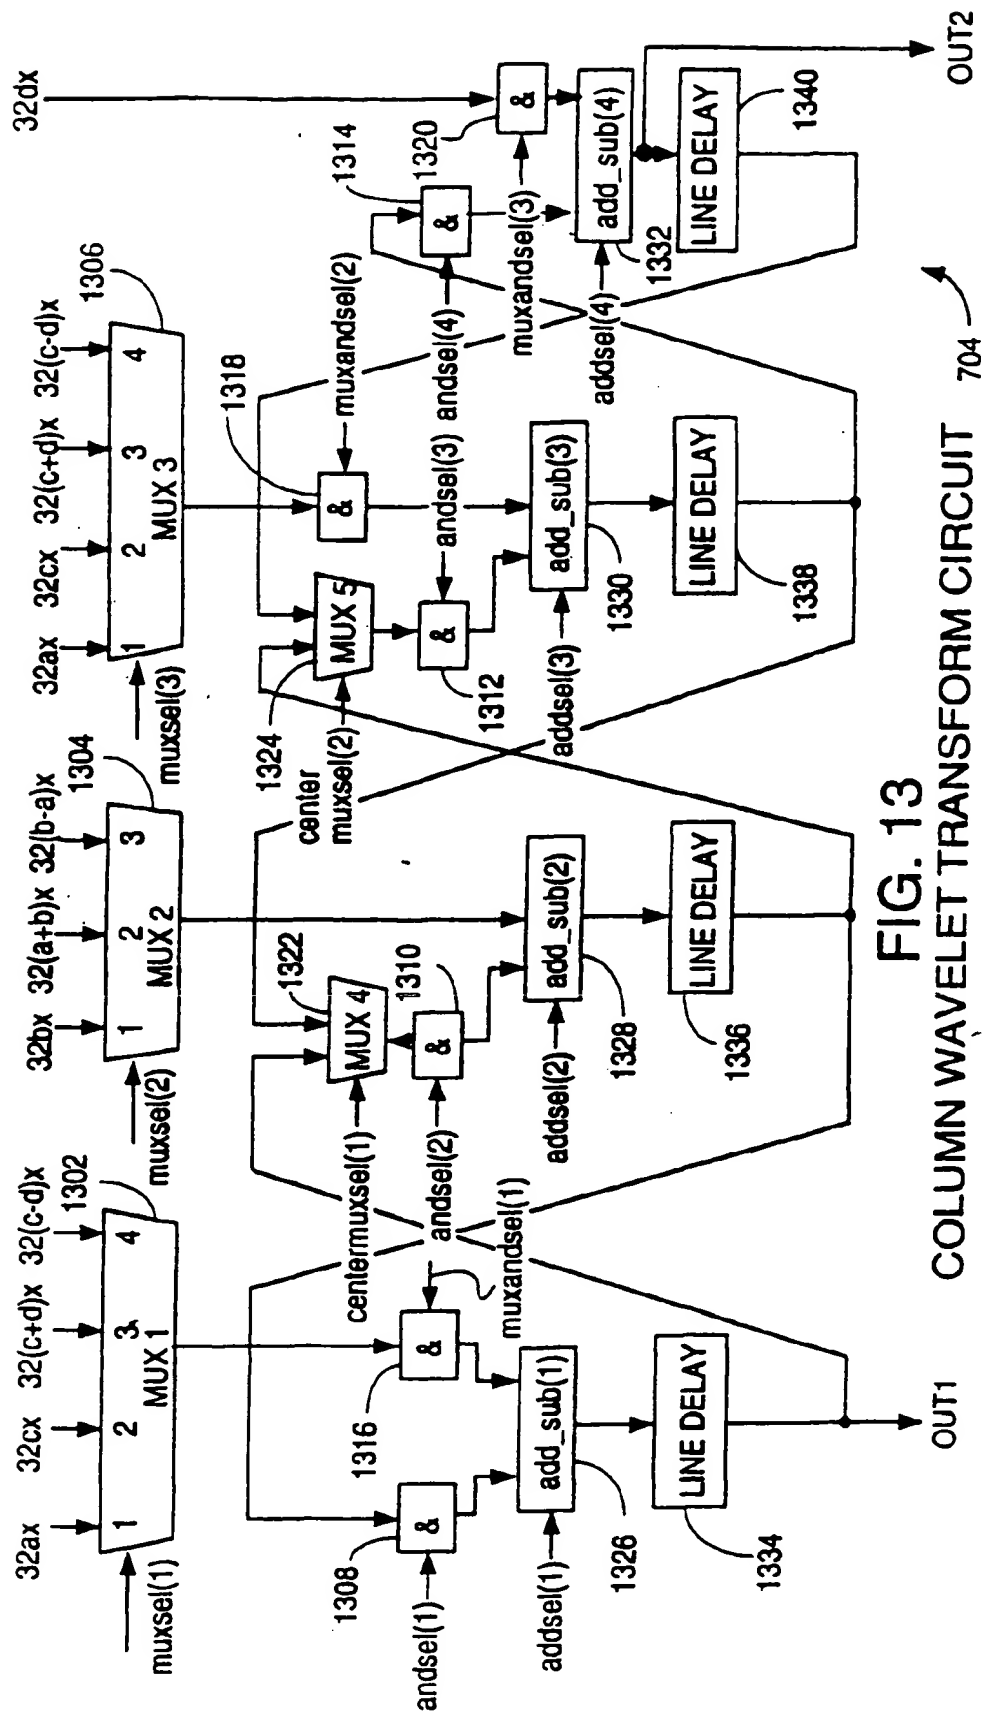 32ax 32cx 32(c+d)x 32(c-d)x
32bx 32(a+b)x 32(b-a)x
32ax 32cx 32(c+d)x 32(c-d)x
32dx
1 2 3 4
MUX 1
muxsel(1)
1302
1 2 3
MUX 2
muxsel(2)
1304
1 2 3 4
MUX 3
muxsel(3)
1306
MUX 4
1322
centermuxsel(1)
MUX 5
1324
center
muxsel(2)
&
1318
muxandsel(2)
&
1308
andsel(1)
&
1316
muxandsel(1)
&
1310
andsel(2)
&
1312
andsel(3)
&
1314
andsel(4)
&
1320
muxandsel(3)
add_sub(1)
addsel(1)
1326
add_sub(2)
addsel(2)
1328
add_sub(3)
addsel(3)
1330
add_sub(4)
addsel(4)
1332
LINE DELAY
1334
LINE DELAY
1336
LINE DELAY
1338
LINE DELAY
1340
OUT1
OUT2
704
FIG. 13
COLUMN WAVELET TRANSFORM CIRCUIT